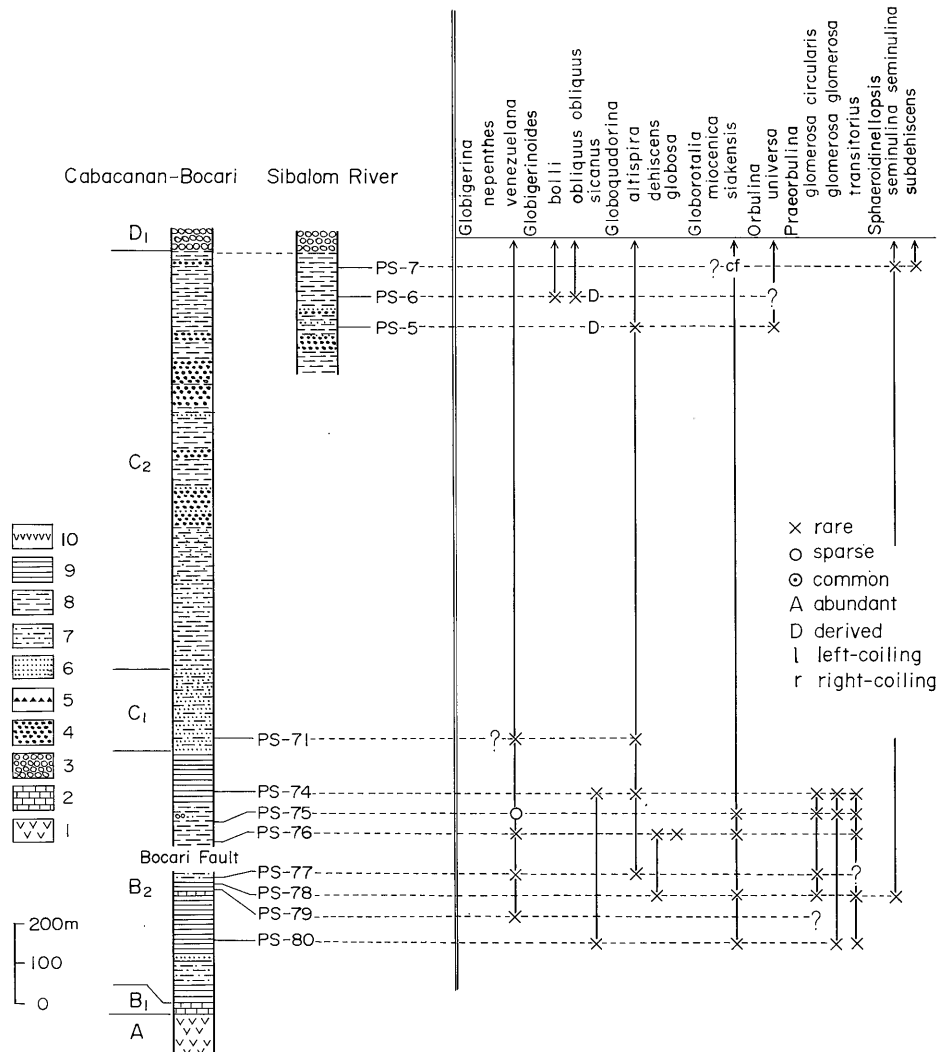 Cabacanan-Bocari
Sibalom River
Globigerina
nepenthes
venezuelana
Globigerinoides
bolli
obliquus obliquus
sicanus
Globoquadorina
altispira
dehiscens
globosa
Globorotalia
miocenica
siakensis
Orbulina
universa
Praeorbulina
glomerosa circularis
glomerosa glomerosa
transitorius
Sphaeroidinellopsis
seminulina seminulina
subdehiscens
D1
PS-7 ? cf × ×
PS-6 × × D ?
PS-5 D × ×
C2
10
9
8
7
6
5
4
3
2
1
× rare
○ sparse
⊙ common
A abundant
D derived
l left-coiling
r right-coiling
C1
PS-71 ? × ×
PS-74 × × × × ×
PS-75 ○ × × × ×
PS-76 × × × × ×
Bocari Fault
PS-77 × × × ?
B2
PS-78 × × × × ×
PS-79 × ?
PS-80 × × × ×
200m
100
0
B1
A